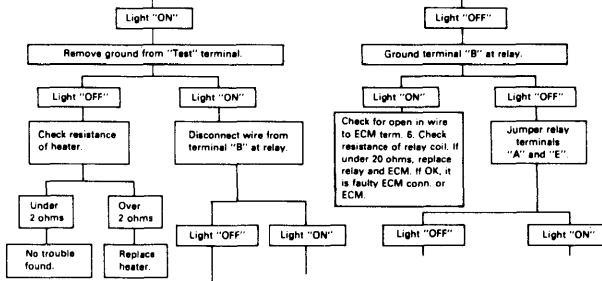 Light "ON"
Remove ground from "Test" terminal.
Light "OFF"
Light "ON"
Check resistance
of heater.
Disconnect wire from
terminal "B" at relay.
Under
2 ohms
Over
2 ohms
No trouble
found.
Replace
heater.
Light "OFF"
Light "ON"
Light "OFF"
Ground terminal "B" at relay.
Light "ON"
Light "OFF"
Check for open in wire
to ECM term. 6. Check
resistance of relay coil. If
under 20 ohms, replace
relay and ECM. If OK, it
is faulty ECM conn. or
ECM.
Jumper relay
terminals
"A" and "E".
Light "OFF"
Light "ON"